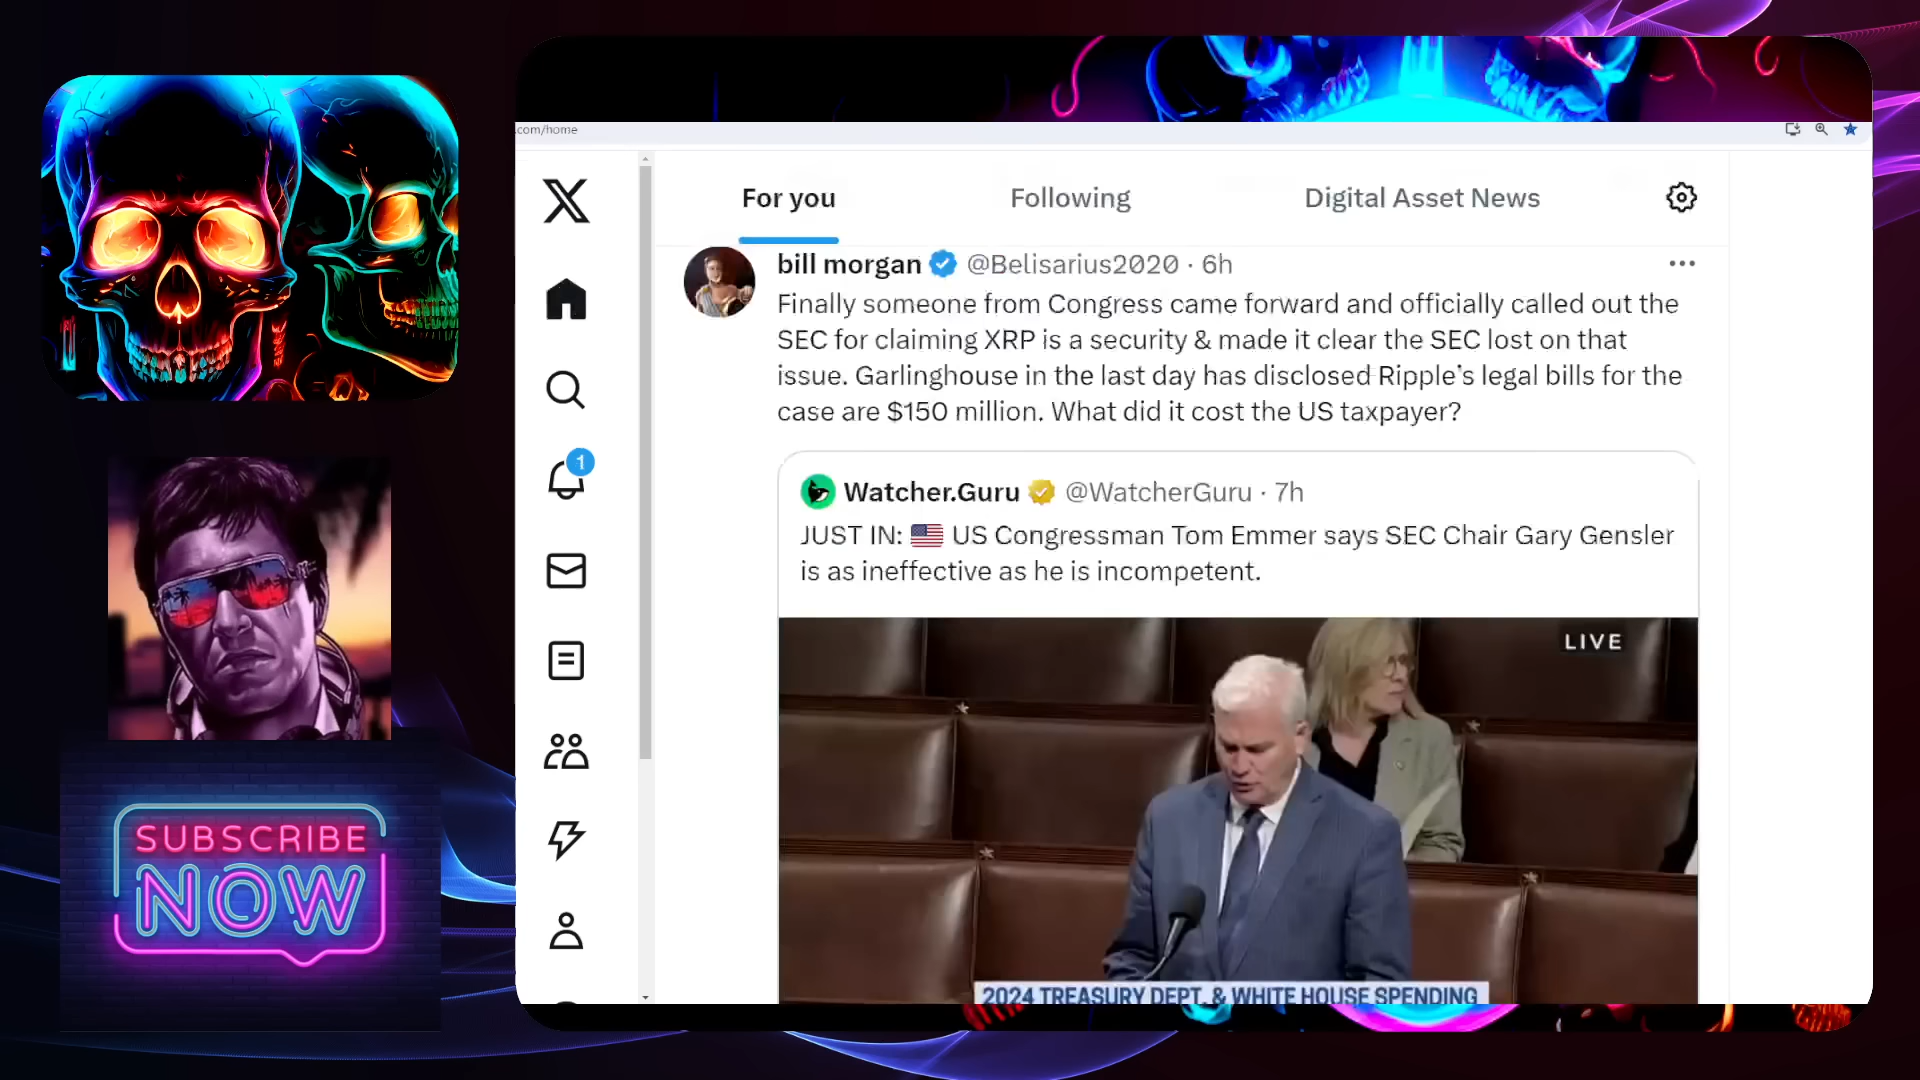 .com/home
For you
Following
Digital Asset News
bill morgan @Belisarius2020 · 6h
Finally someone from Congress came forward and officially called out the
SEC for claiming XRP is a security & made it clear the SEC lost on that
issue. Garlinghouse in the last day has disclosed Ripple's legal bills for the
case are $150 million. What did it cost the US taxpayer?
1
Watcher.Guru @WatcherGuru · 7h
JUST IN: 🇺🇸 US Congressman Tom Emmer says SEC Chair Gary Gensler
is as ineffective as he is incompetent.
LIVE
2024 TREASURY DEPT. & WHITE HOUSE SPENDING
SUBSCRIBE
NOW